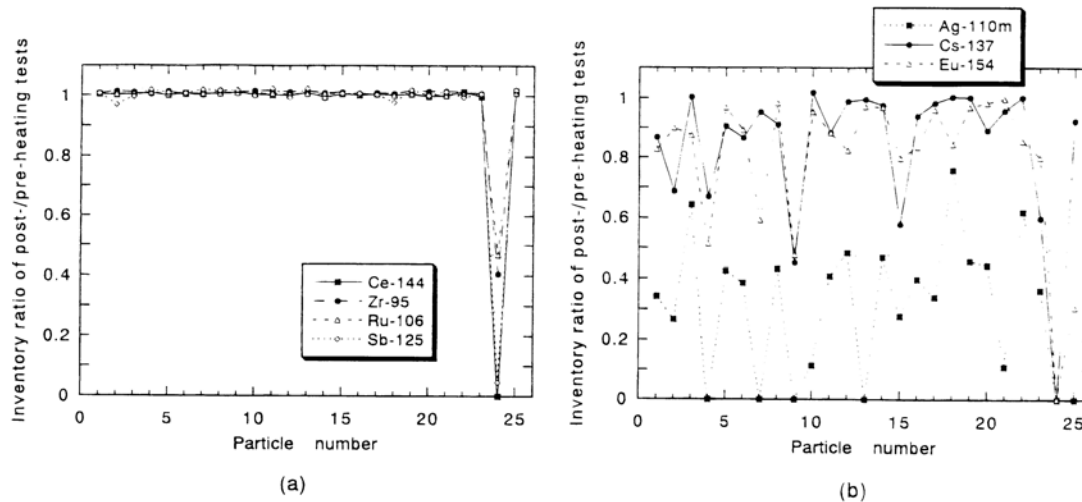 Inventory ratio of post-/pre-heating tests
1
0.8
0.6
0.4
0.2
0
Ce-144
Zr-95
Ru-106
Sb-125
0 5 10 15 20 25
Particle number
(a)
Inventory ratio of post-/pre-heating tests
Ag-110m
Cs-137
Eu-154
1
0.8
0.6
0.4
0.2
0
0 5 10 15 20 25
Particle number
(b)